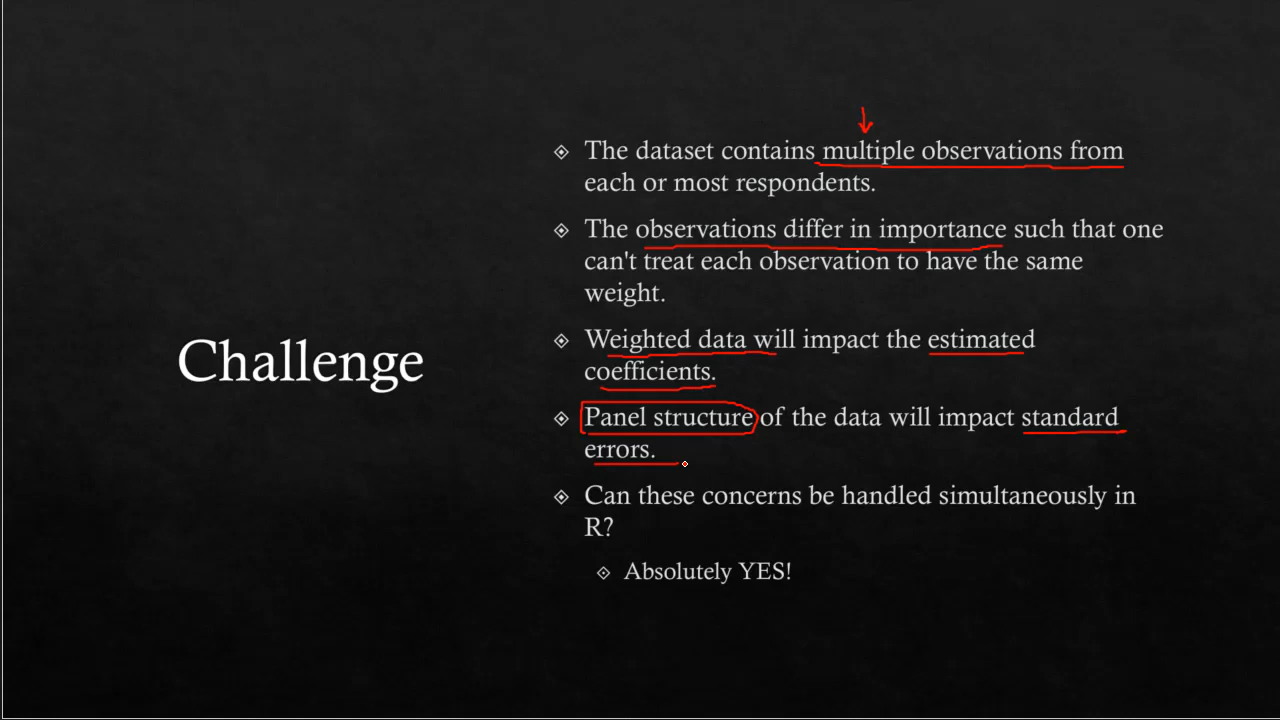 Challenge
The dataset contains multiple observations from
each or most respondents.
The observations differ in importance such that one
can't treat each observation to have the same
weight.
Weighted data will impact the estimated
coefficients.
Panel structure of the data will impact standard
errors.
Can these concerns be handled simultaneously in
R?
Absolutely YES!